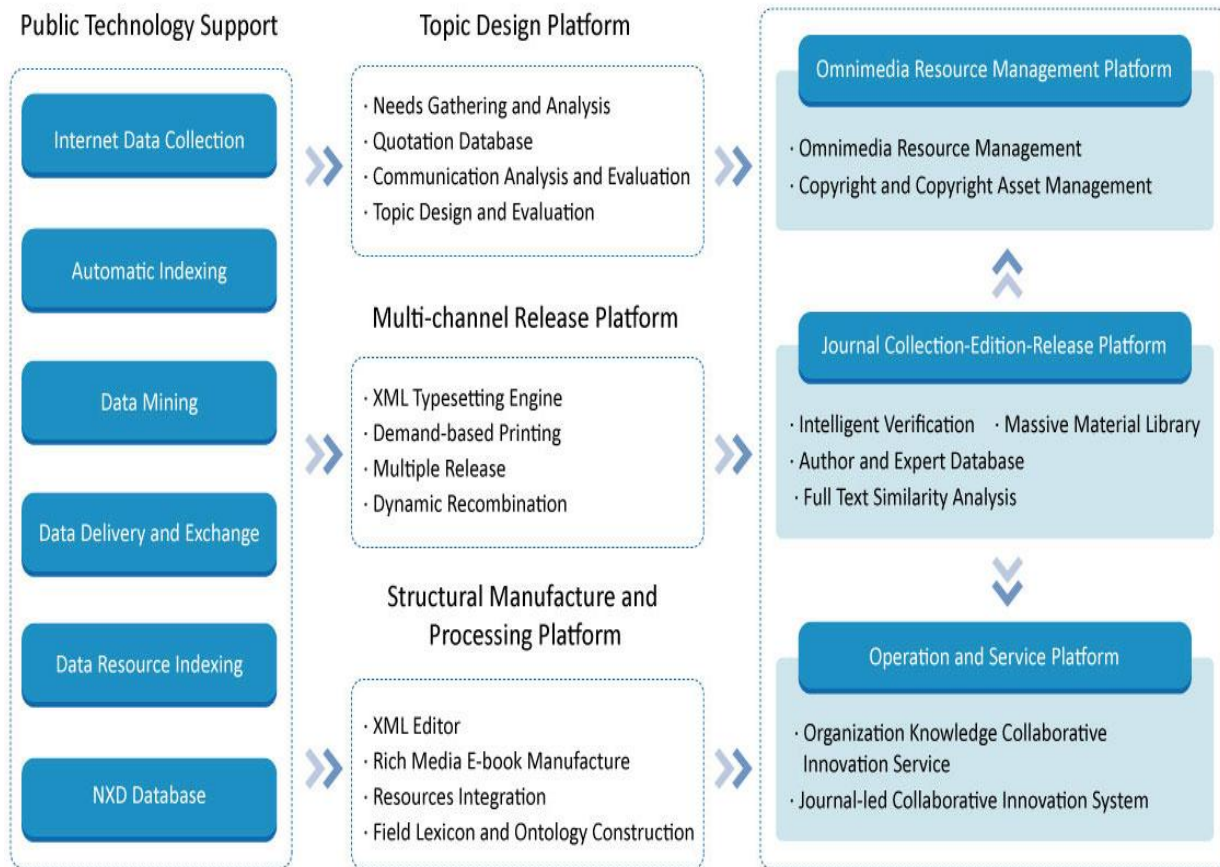 Public Technology Support
Internet Data Collection
Automatic Indexing
Data Mining
Data Delivery and Exchange
Data Resource Indexing
NXD Database
Topic Design Platform
· Needs Gathering and Analysis
· Quotation Database
· Communication Analysis and Evaluation
· Topic Design and Evaluation
Multi-channel Release Platform
· XML Typesetting Engine
· Demand-based Printing
· Multiple Release
· Dynamic Recombination
Structural Manufacture and
Processing Platform
· XML Editor
· Rich Media E-book Manufacture
· Resources Integration
· Field Lexicon and Ontology Construction
Omnimedia Resource Management Platform
· Omnimedia Resource Management
· Copyright and Copyright Asset Management
Journal Collection-Edition-Release Platform
· Intelligent Verification · Massive Material Library
· Author and Expert Database
· Full Text Similarity Analysis
Operation and Service Platform
· Organization Knowledge Collaborative
Innovation Service
· Journal-led Collaborative Innovation System